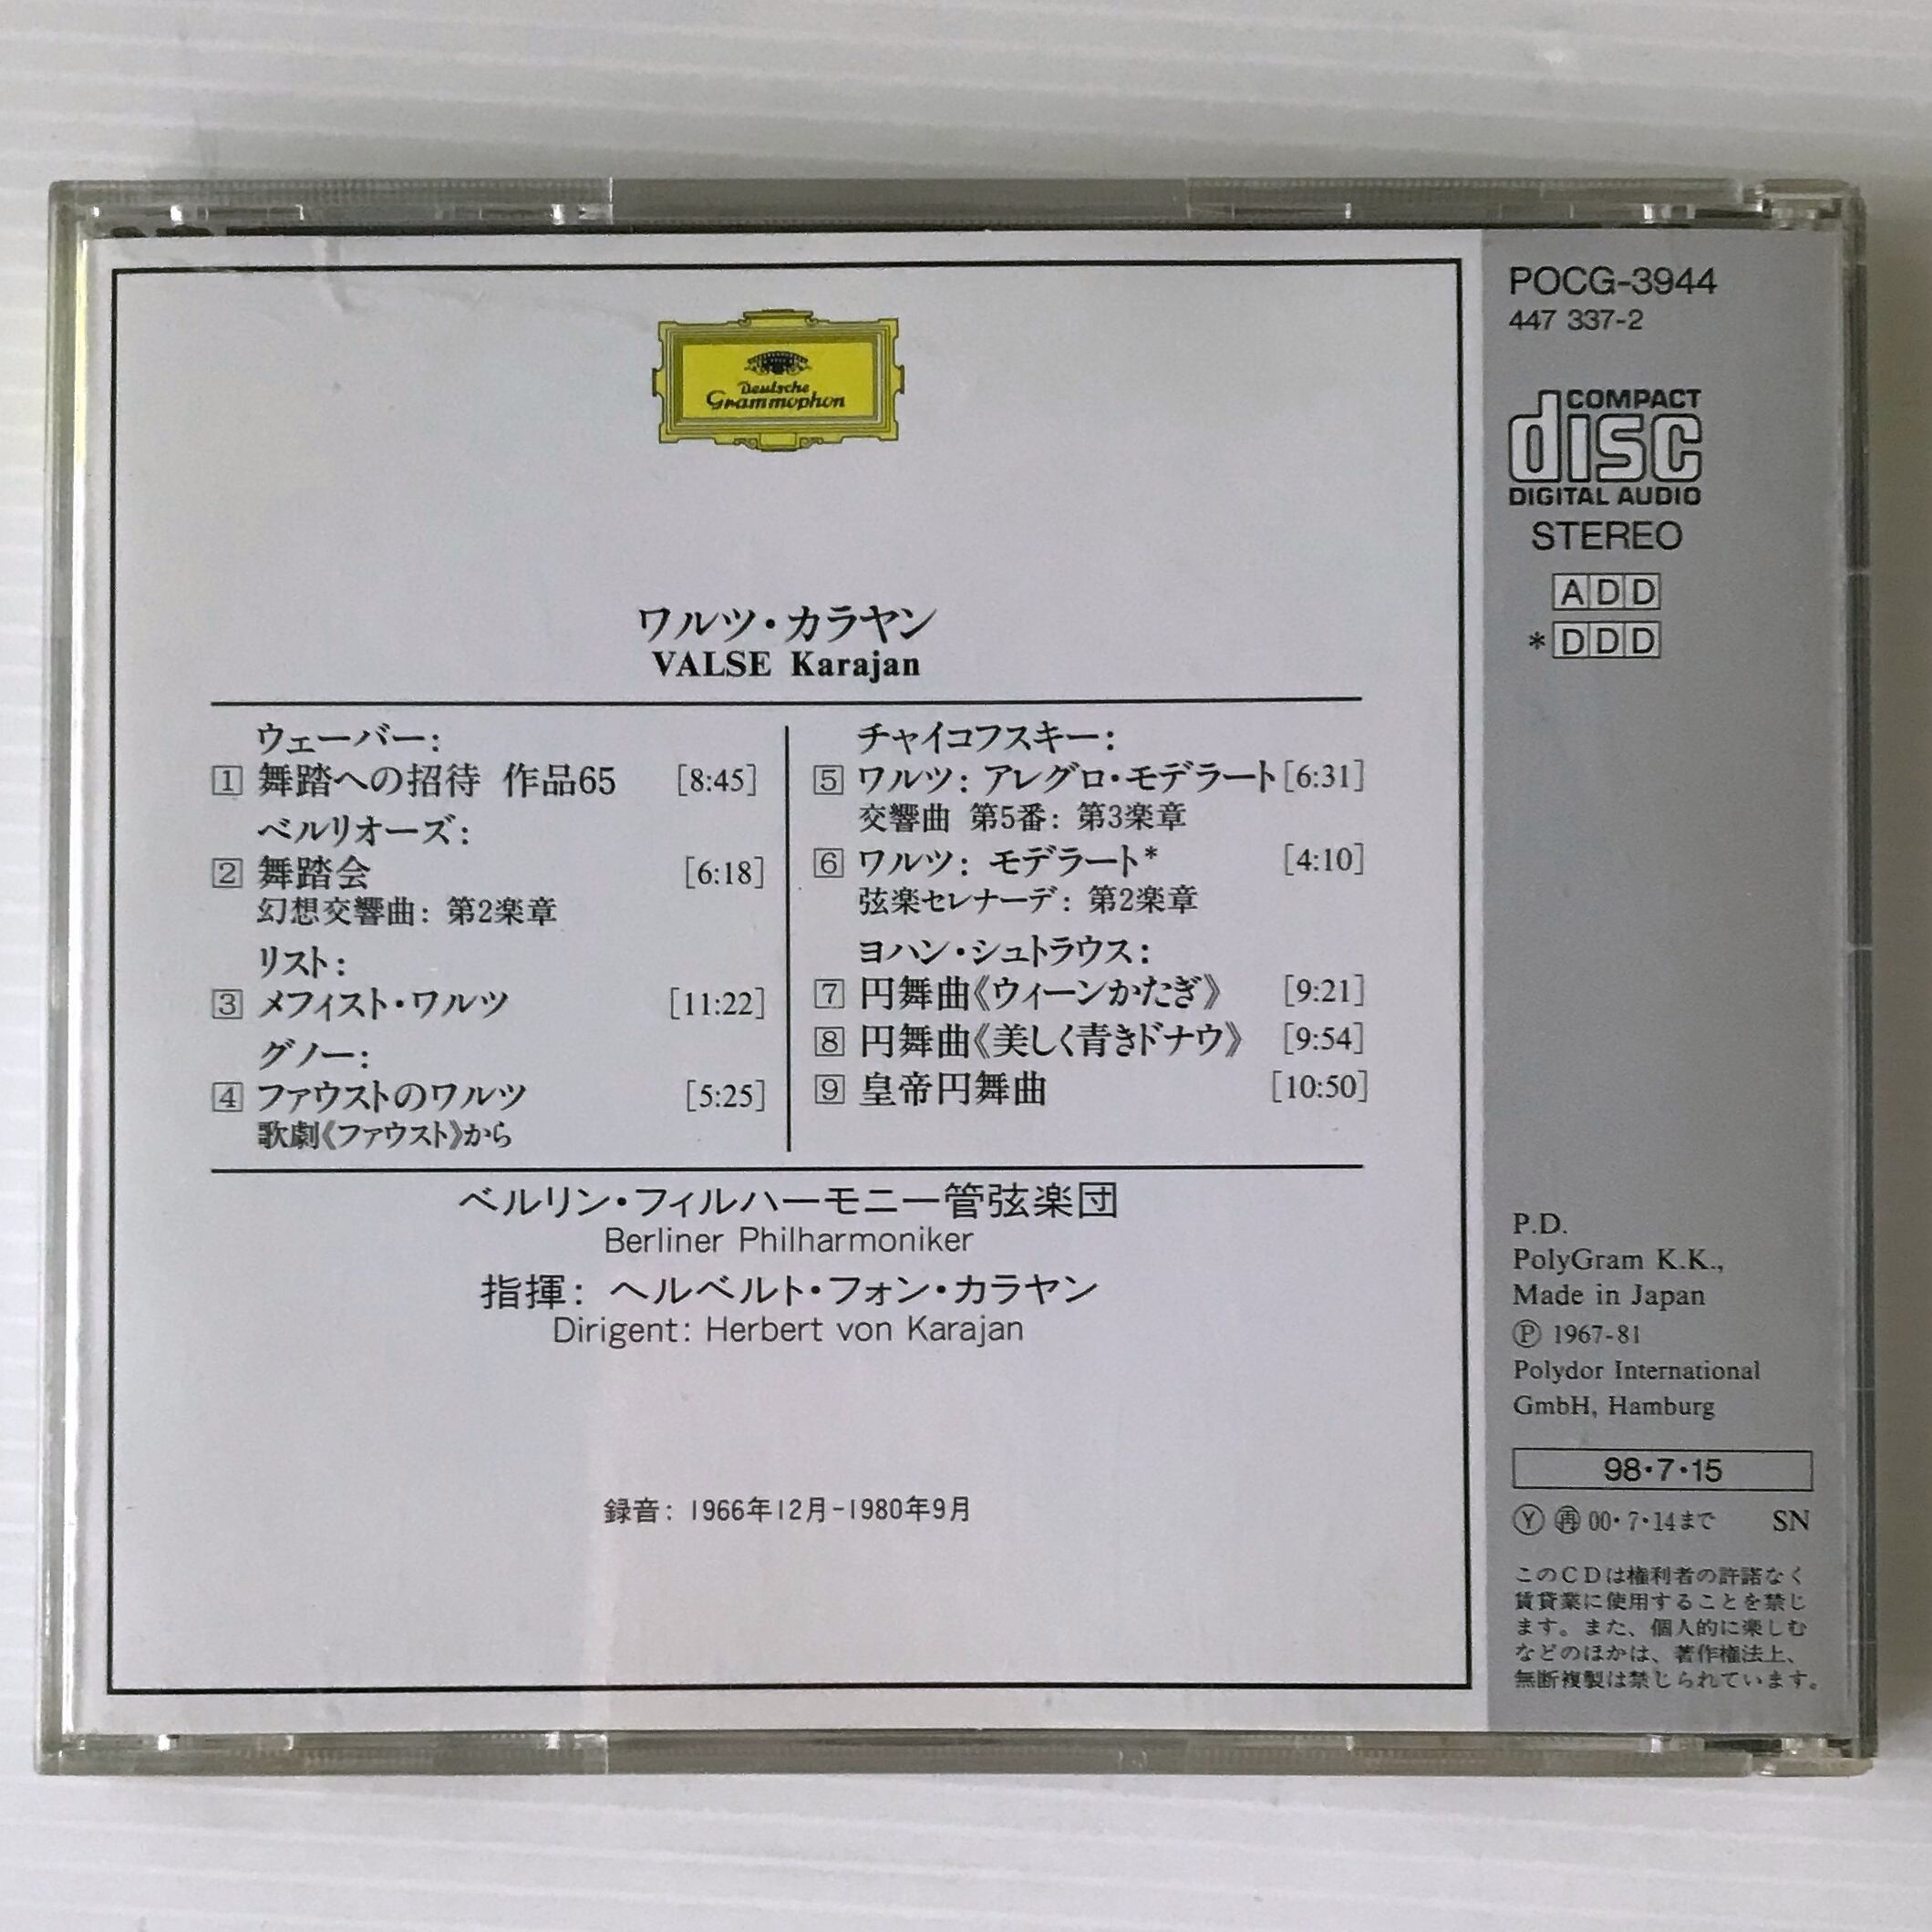 Deutsche
Grammophon
ワルツ・カラヤン
VALSE Karajan
ウェーバー:
1 舞踏への招待 作品65 [8:45]
ベルリオーズ:
2 舞踏会 [6:18]
幻想交響曲: 第2楽章
リスト:
3 メフィスト・ワルツ [11:22]
グノー:
4 ファウストのワルツ [5:25]
歌劇《ファウスト》から
チャイコフスキー:
5 ワルツ: アレグロ・モデラート [6:31]
交響曲 第5番: 第3楽章
6 ワルツ: モデラート* [4:10]
弦楽セレナーデ: 第2楽章
ヨハン・シュトラウス:
7 円舞曲《ウィーンかたぎ》 [9:21]
8 円舞曲《美しく青きドナウ》 [9:54]
9 皇帝円舞曲 [10:50]
ベルリン・フィルハーモニー管弦楽団
Berliner Philharmoniker
指揮: ヘルベルト・フォン・カラヤン
Dirigent: Herbert von Karajan
録音: 1966年12月-1980年9月
POCG-3944
447 337-2
COMPACT
disc
DIGITAL AUDIO
STEREO
ADD
*DDD
P.D.
PolyGram K.K.,
Made in Japan
Ⓟ 1967-81
Polydor International
GmbH, Hamburg
98・7・15
Ⓨ ㊢ 00・7・14まで SN
このCDは権利者の許諾なく
賃貸業に使用することを禁じ
ます。また、個人的に楽しむ
などのほかは、著作権法上、
無断複製は禁じられています。